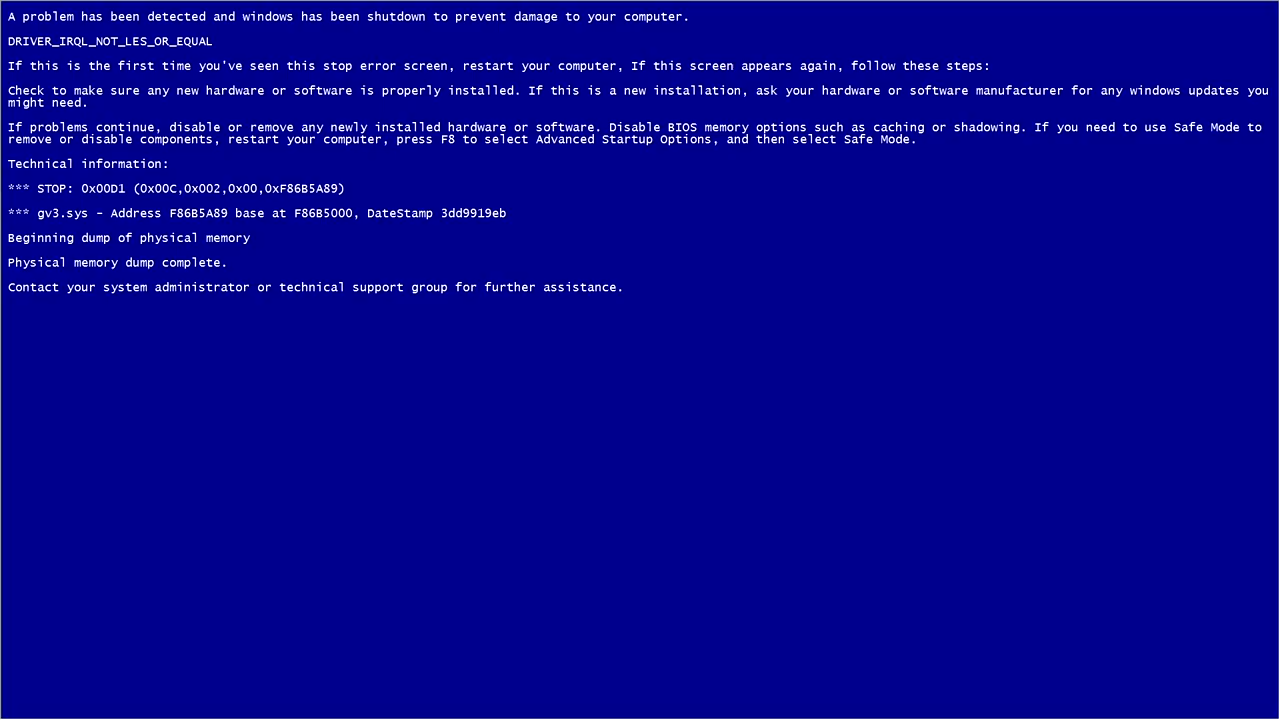 A problem has been detected and windows has been shutdown to prevent damage to your computer.
DRIVER_IRQL_NOT_LES_OR_EQUAL
If this is the first time you've seen this stop error screen, restart your computer, If this screen appears again, follow these steps:
Check to make sure any new hardware or software is properly installed. If this is a new installation, ask your hardware or software manufacturer for any windows updates you
might need.
If problems continue, disable or remove any newly installed hardware or software. Disable BIOS memory options such as caching or shadowing. If you need to use Safe Mode to
remove or disable components, restart your computer, press F8 to select Advanced Startup Options, and then select Safe Mode.
Technical information:
*** STOP: 0x00D1 (0x00C,0x002,0x00,0xF86B5A89)
*** gv3.sys - Address F86B5A89 base at F86B5000, DateStamp 3dd9919eb
Beginning dump of physical memory
Physical memory dump complete.
Contact your system administrator or technical support group for further assistance.